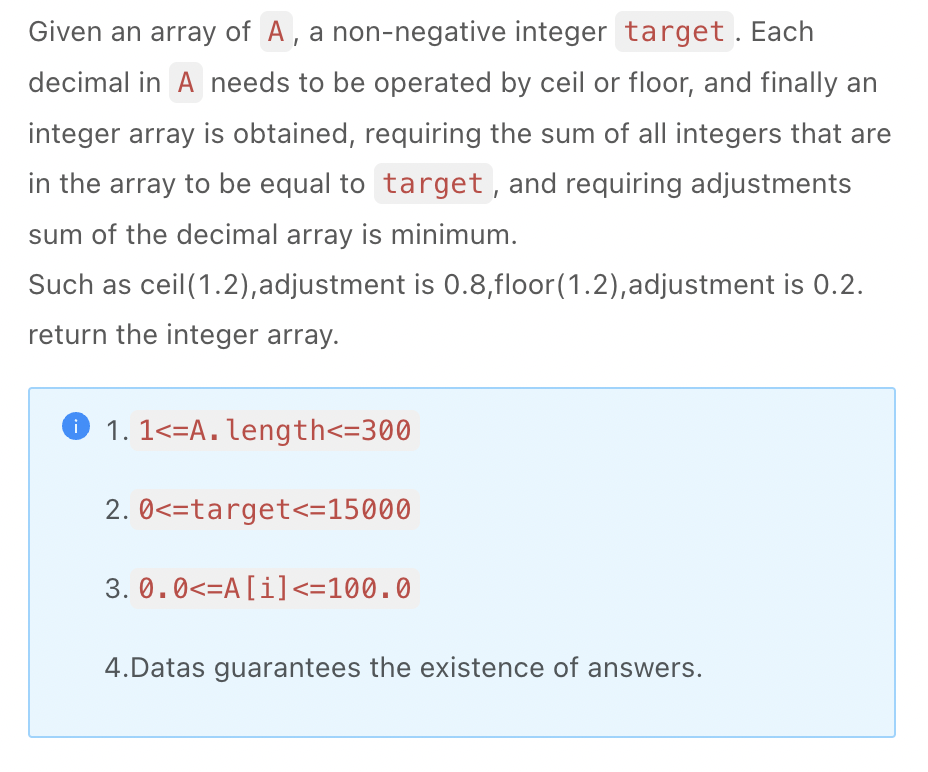 Given an array of A, a non-negative integer target. Each
decimal in A needs to be operated by ceil or floor, and finally an
integer array is obtained, requiring the sum of all integers that are
in the array to be equal to target, and requiring adjustments
sum of the decimal array is minimum.
Such as ceil(1.2),adjustment is 0.8,floor(1.2),adjustment is 0.2.
return the integer array.
i 1. 1<=A.length<=300
2. 0<=target<=15000
3. 0.0<=A[i]<=100.0
4.Datas guarantees the existence of answers.